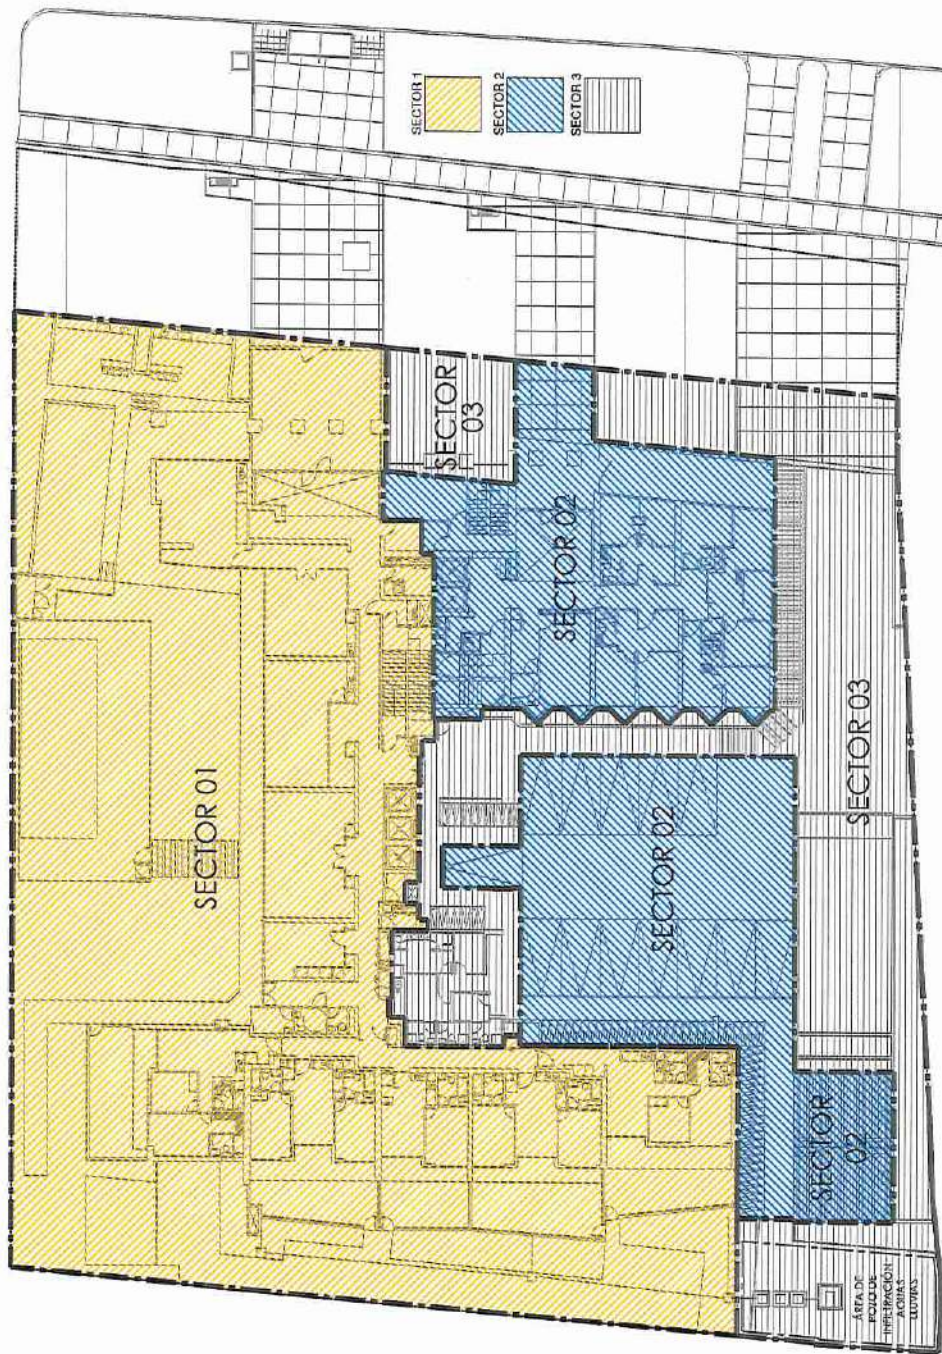 SECTOR 1
SECTOR 2
SECTOR 3
SECTOR
03
SECTOR 02
SECTOR 01
SECTOR 03
SECTOR 02
SECTOR
02
ÁREA DE
POZO DE
INFILTRACIÓN
AGUAS
LLUVIAS